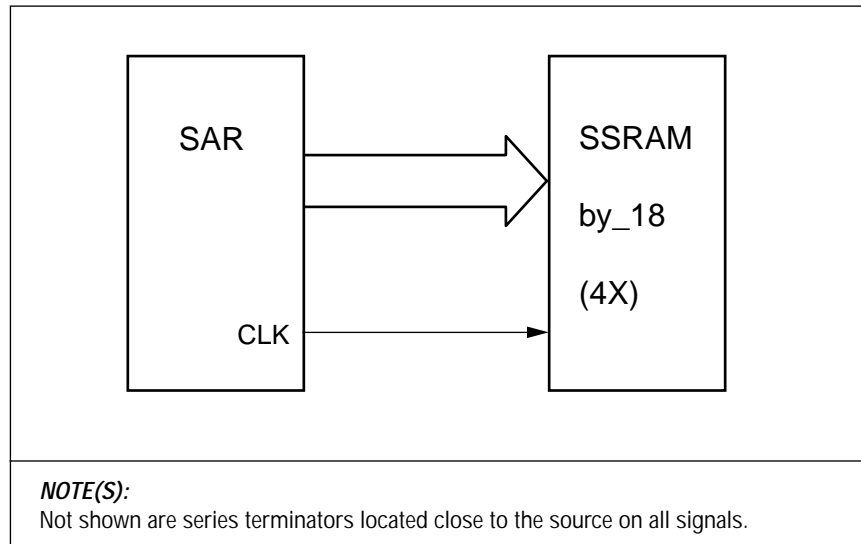 SAR
SSRAM
by_18
(4X)
CLK
NOTE(S):
Not shown are series terminators located close to the source on all signals.